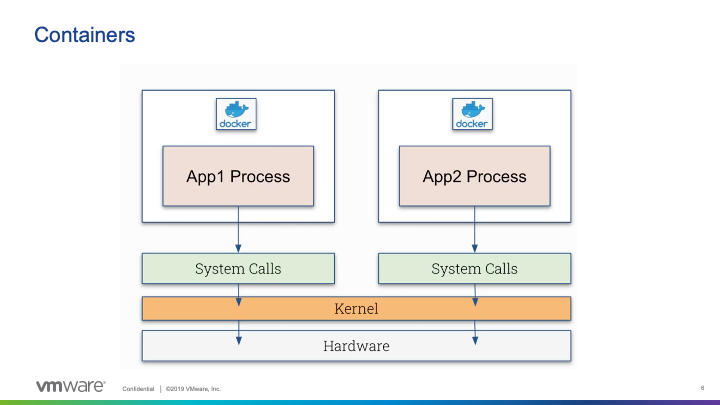 Containers
docker
docker
App1 Process
App2 Process
System Calls
System Calls
Kernel
Hardware
vmware®
Confidential | ©2019 VMware, Inc.
6